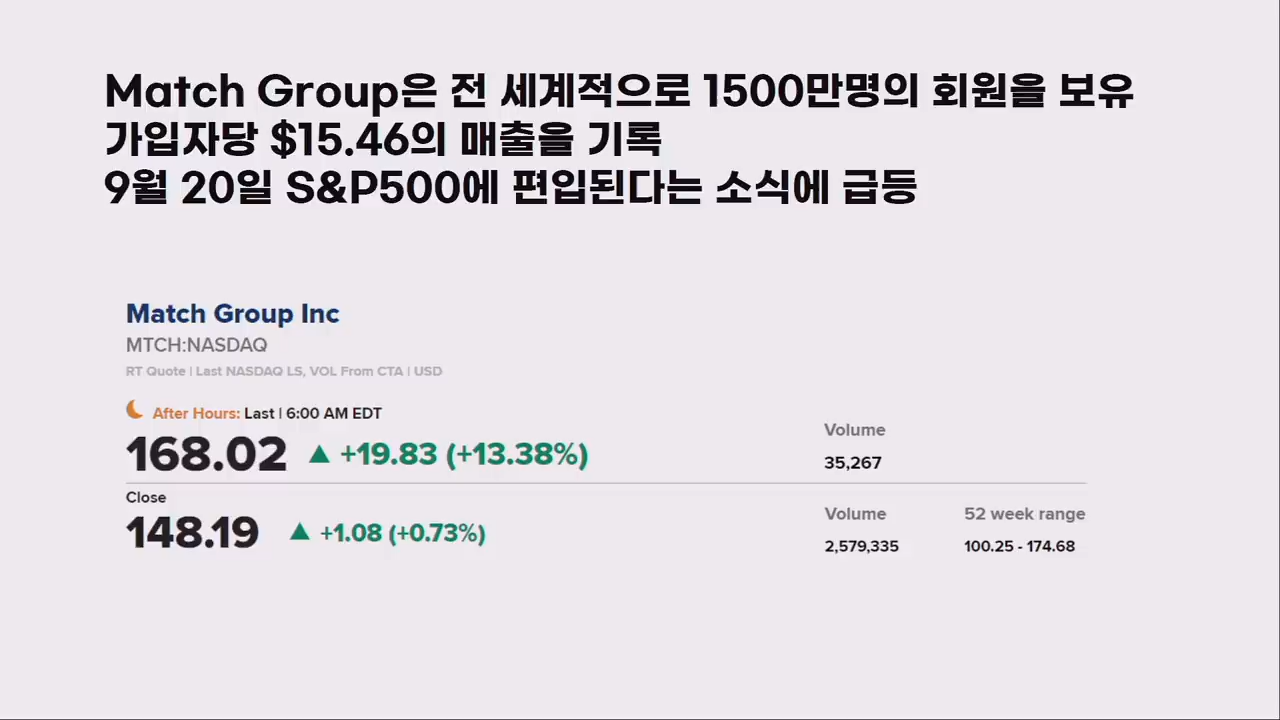 Match Group은 전 세계적으로 1500만명의 회원을 보유
가입자당 $15.46의 매출을 기록
9월 20일 S&P500에 편입된다는 소식에 급등
Match Group Inc
MTCH:NASDAQ
RT Quote | Last NASDAQ LS, VOL From CTA | USD
After Hours: Last | 6:00 AM EDT
168.02 ▲ +19.83 (+13.38%)
Volume
35,267
Close
148.19 ▲ +1.08 (+0.73%)
Volume 52 week range
2,579,335 100.25 - 174.68